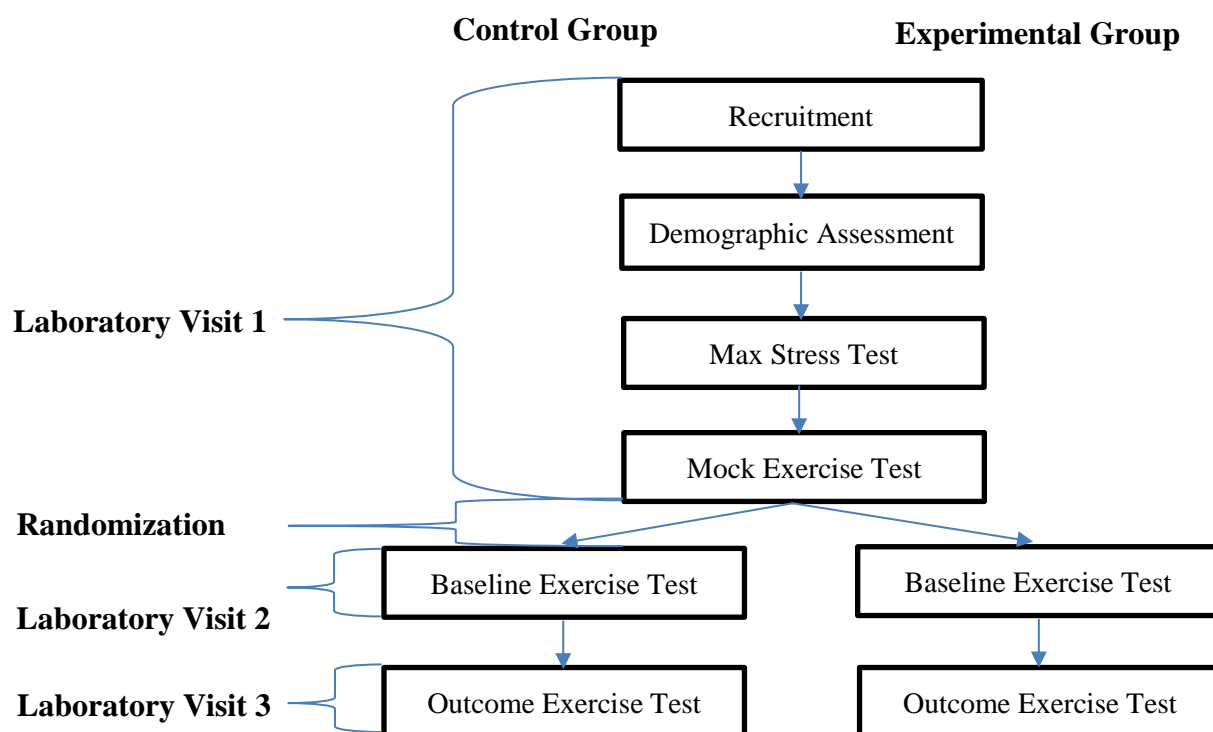 Control Group
Experimental Group
Recruitment
Demographic Assessment
Laboratory Visit 1
Max Stress Test
Mock Exercise Test
Randomization
Baseline Exercise Test
Baseline Exercise Test
Laboratory Visit 2
Laboratory Visit 3
Outcome Exercise Test
Outcome Exercise Test